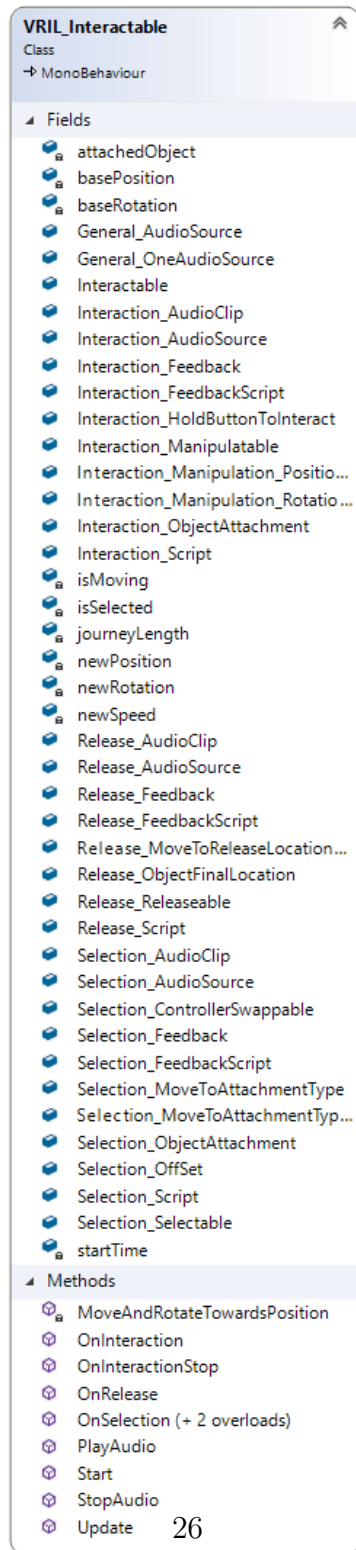 VRIL_Interactable
Class
MonoBehaviour
Fields
attachedObject
basePosition
baseRotation
General_AudioSource
General_OneAudioSource
Interactable
Interaction_AudioClip
Interaction_AudioSource
Interaction_Feedback
Interaction_FeedbackScript
Interaction_HoldButtonToInteract
Interaction_Manipulatable
Interaction_Manipulation_Positio...
Interaction_Manipulation_Rotatio...
Interaction_ObjectAttachment
Interaction_Script
isMoving
isSelected
journeyLength
newPosition
newRotation
newSpeed
Release_AudioClip
Release_AudioSource
Release_Feedback
Release_FeedbackScript
Release_MoveToReleaseLocation...
Release_ObjectFinalLocation
Release_Releaseable
Release_Script
Selection_AudioClip
Selection_AudioSource
Selection_ControllerSwappable
Selection_Feedback
Selection_FeedbackScript
Selection_MoveToAttachmentType
Selection_MoveToAttachmentTyp...
Selection_ObjectAttachment
Selection_OffSet
Selection_Script
Selection_Selectable
startTime
Methods
MoveAndRotateTowardsPosition
OnInteraction
OnInteractionStop
OnRelease
OnSelection (+ 2 overloads)
PlayAudio
Start
StopAudio
Update 26